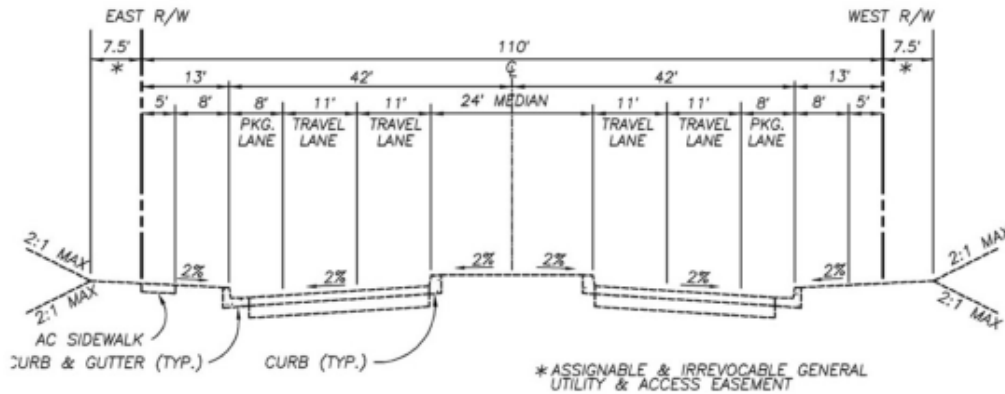 EAST R/W
WEST R/W
7.5'
110'
7.5'
*
℄
*
13'
42'
42'
13'
5'
8'
8'
11'
11'
24' MEDIAN
11'
11'
8'
8'
5'
PKG.
LANE
TRAVEL
LANE
TRAVEL
LANE
TRAVEL
LANE
TRAVEL
LANE
PKG.
LANE
2:1 MAX
2:1 MAX
2%
2%
2%
2%
2%
2%
2:1 MAX
2:1 MAX
AC SIDEWALK
CURB & GUTTER (TYP.)
CURB (TYP.)
* ASSIGNABLE & IRREVOCABLE GENERAL
UTILITY & ACCESS EASEMENT